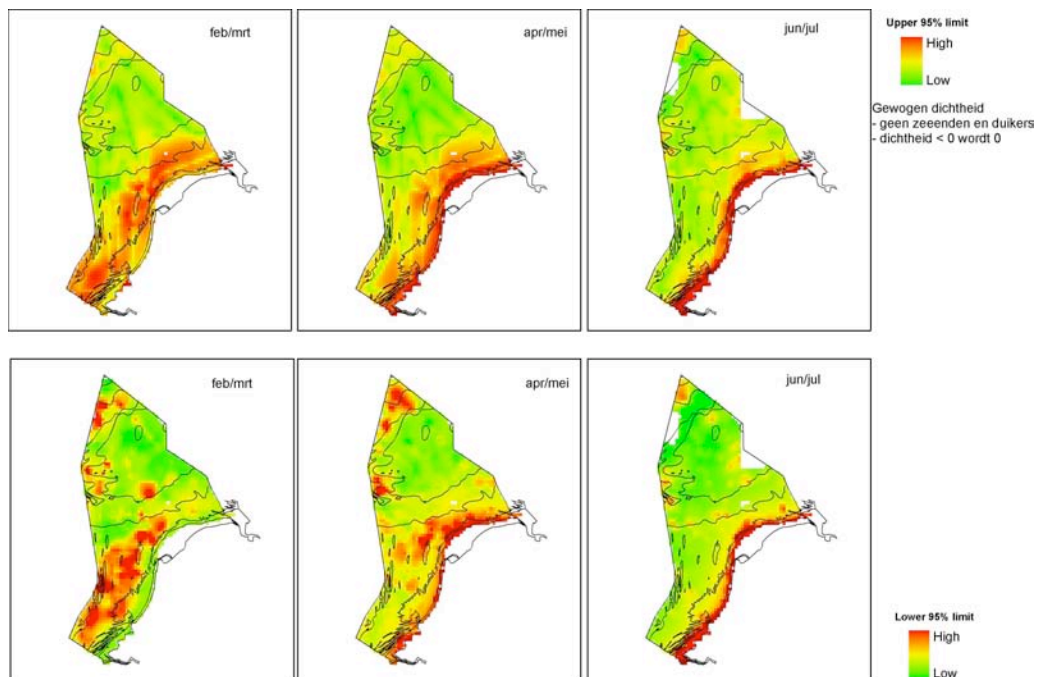 feb/mrt
apr/mei
jun/jul
Upper 95% limit
High
Low
Gewogen dichtheid
- geen zeeenden en duikers
- dichtheid < 0 wordt 0
feb/mrt
apr/mei
jun/jul
Lower 95% limit
High
Low